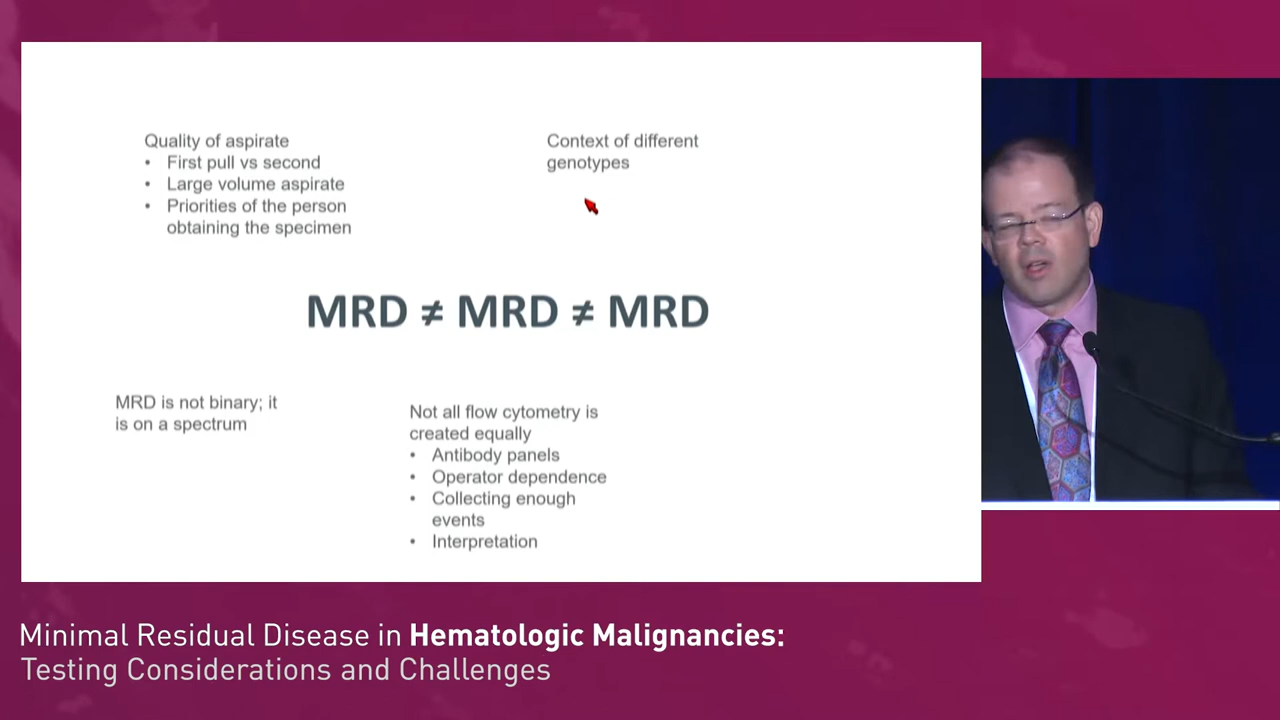 Quality of aspirate
• First pull vs second
• Large volume aspirate
• Priorities of the person
obtaining the specimen
Context of different
genotypes
MRD ≠ MRD ≠ MRD
MRD is not binary; it
is on a spectrum
Not all flow cytometry is
created equally
• Antibody panels
• Operator dependence
• Collecting enough
events
• Interpretation
Minimal Residual Disease in Hematologic Malignancies:
Testing Considerations and Challenges